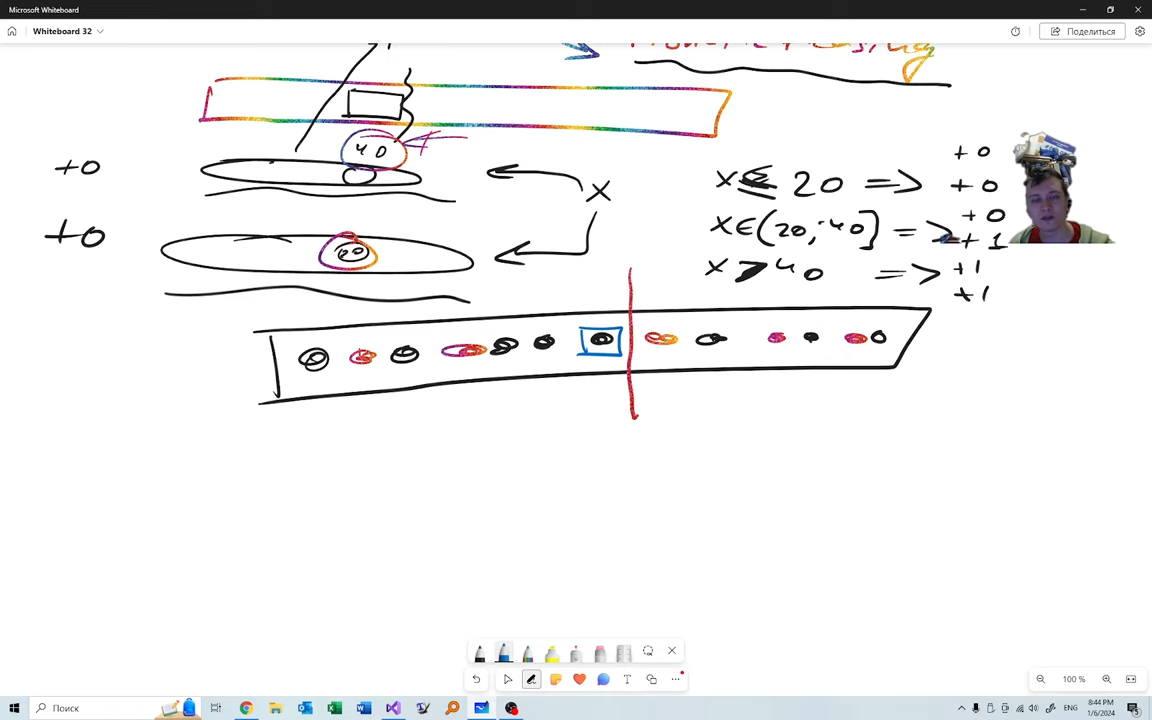 Microsoft Whiteboard
Whiteboard 32
Поделиться
40
+0
X
20
+0
X ≤ 20 => +0 +0
X∈(20; 40] => +0 +1
X > 40 => +1 +1
100 %
Поиск
ENG
8:44 PM
1/6/2024